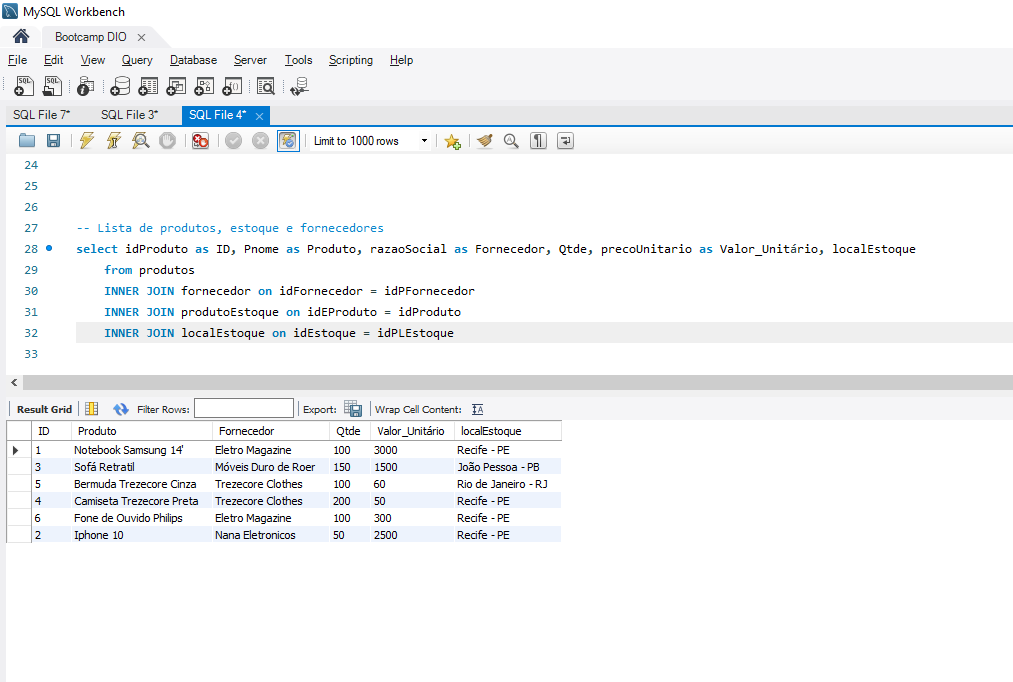 MySQL Workbench
Bootcamp DIO
File Edit View Query Database Server Tools Scripting Help
SQL File 7* SQL File 3* SQL File 4*
Limit to 1000 rows
24
25
26
27 -- Lista de produtos, estoque e fornecedores
28 select idProduto as ID, Pnome as Produto, razaoSocial as Fornecedor, Qtde, precoUnitario as Valor_Unitário, localEstoque
29 from produtos
30 INNER JOIN fornecedor on idFornecedor = idPFornecedor
31 INNER JOIN produtoEstoque on idEProduto = idProduto
32 INNER JOIN localEstoque on idEstoque = idPLEstoque
33
Result Grid Filter Rows: Export: Wrap Cell Content:
ID Produto Fornecedor Qtde Valor_Unitário localEstoque
1 Notebook Samsung 14' Eletro Magazine 100 3000 Recife - PE
3 Sofá Retratil Móveis Duro de Roer 150 1500 João Pessoa - PB
5 Bermuda Trezecore Cinza Trezecore Clothes 100 60 Rio de Janeiro - RJ
4 Camiseta Trezecore Preta Trezecore Clothes 200 50 Recife - PE
6 Fone de Ouvido Philips Eletro Magazine 100 300 Recife - PE
2 Iphone 10 Nana Eletronicos 50 2500 Recife - PE